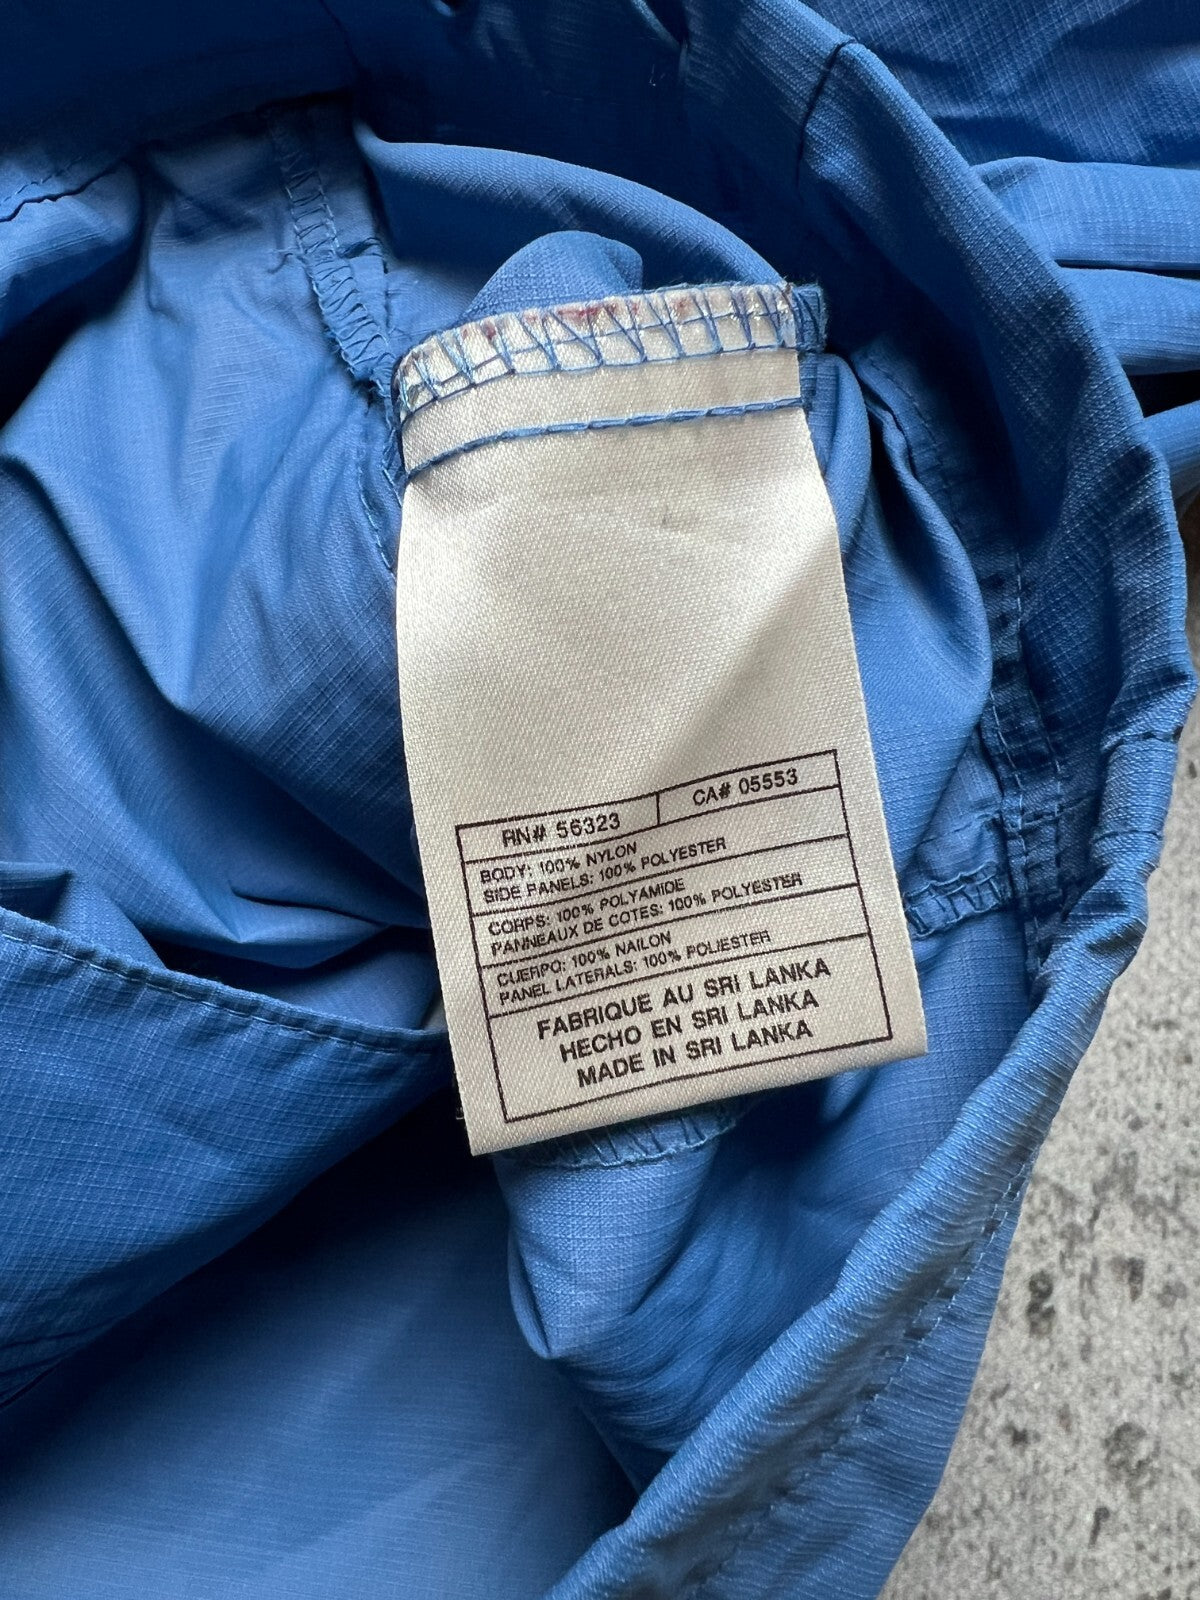 RN# 56323 CA# 05553
BODY: 100% NYLON
SIDE PANELS: 100% POLYESTER
CORPS: 100% POLYAMIDE
PANNEAUX DE COTES: 100% POLYESTER
CUERPO: 100% NAILON
PANEL LATERALS: 100% POLIESTER
FABRIQUE AU SRI LANKA
HECHO EN SRI LANKA
MADE IN SRI LANKA